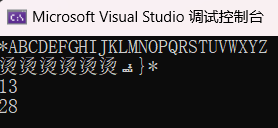 Microsoft Visual Studio 调试控制台
*ABCDEFGHIJKLMNOPQRSTUVWXYZ
烫烫烫烫烫烫}*
13
28